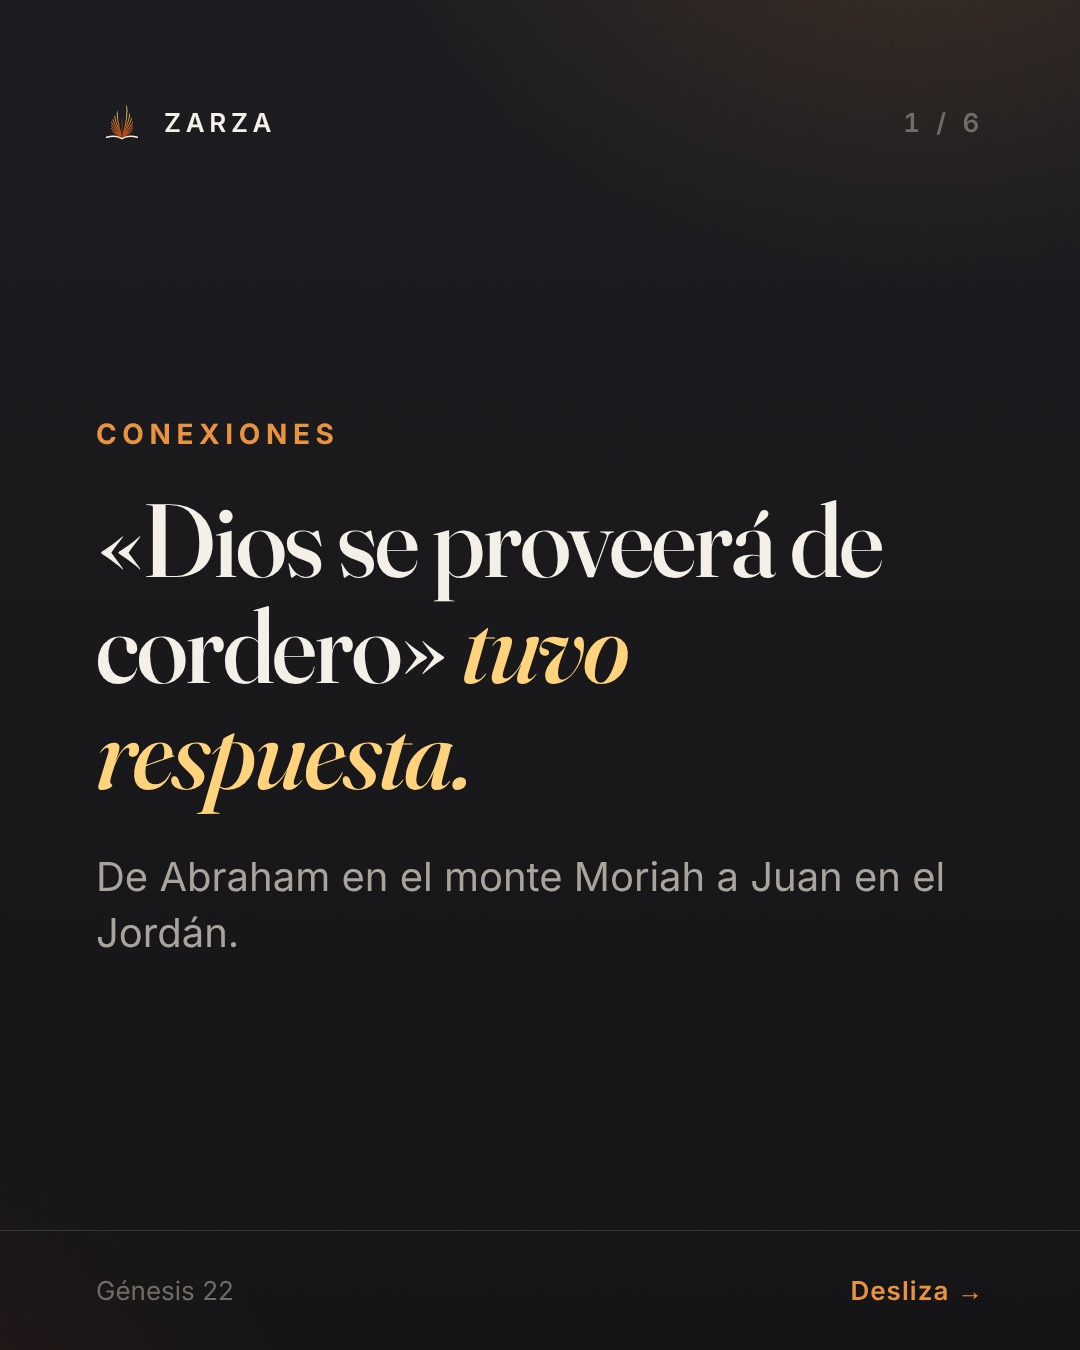 ZARZA
1 / 6
CONEXIONES
«Dios se proveerá de
cordero» tuvo
respuesta.
De Abraham en el monte Moriah a Juan en el
Jordán.
Génesis 22
Desliza →